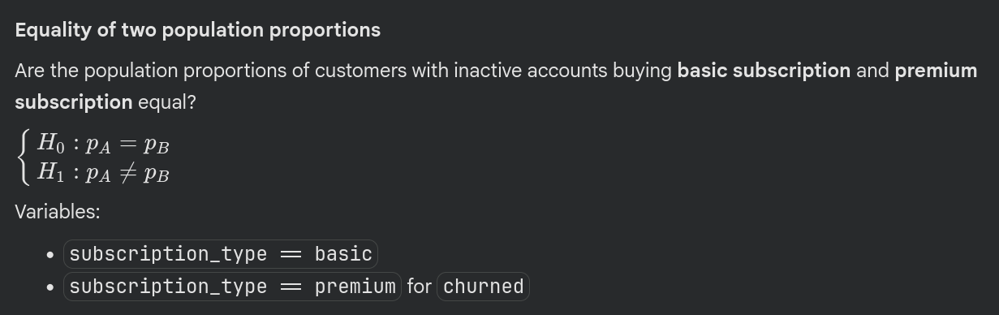 Equality of two population proportions
Are the population proportions of customers with inactive accounts buying basic subscription and premium
subscription equal?
H₀ : p_A = p_B
H₁ : p_A ≠ p_B
Variables:
• subscription_type == basic
• subscription_type == premium for churned